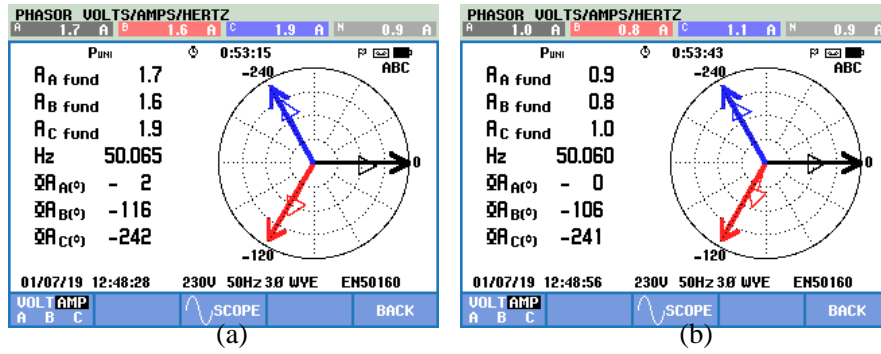 PHASOR VOLTS/AMPS/HERTZ
A 1.7 A B 1.6 A C 1.9 A N 0.9 A
PUNI 0:53:15
ABC
-240
AA fund 1.7
AB fund 1.6
AC fund 1.9
Hz 50.065
0
ΦAA(°) - 2
ΦAB(°) -116
ΦAC(°) -242
-120
01/07/19 12:48:28 230V 50Hz 3Ø WYE EN50160
VOLT AMP
A B C
SCOPE
BACK
(a)
PHASOR VOLTS/AMPS/HERTZ
A 1.0 A B 0.8 A C 1.1 A N 0.9 A
PUNI 0:53:43
ABC
-240
AA fund 0.9
AB fund 0.8
AC fund 1.0
Hz 50.060
0
ΦAA(°) - 0
ΦAB(°) -106
ΦAC(°) -241
-120
01/07/19 12:48:56 230V 50Hz 3Ø WYE EN50160
VOLT AMP
A B C
SCOPE
BACK
(b)